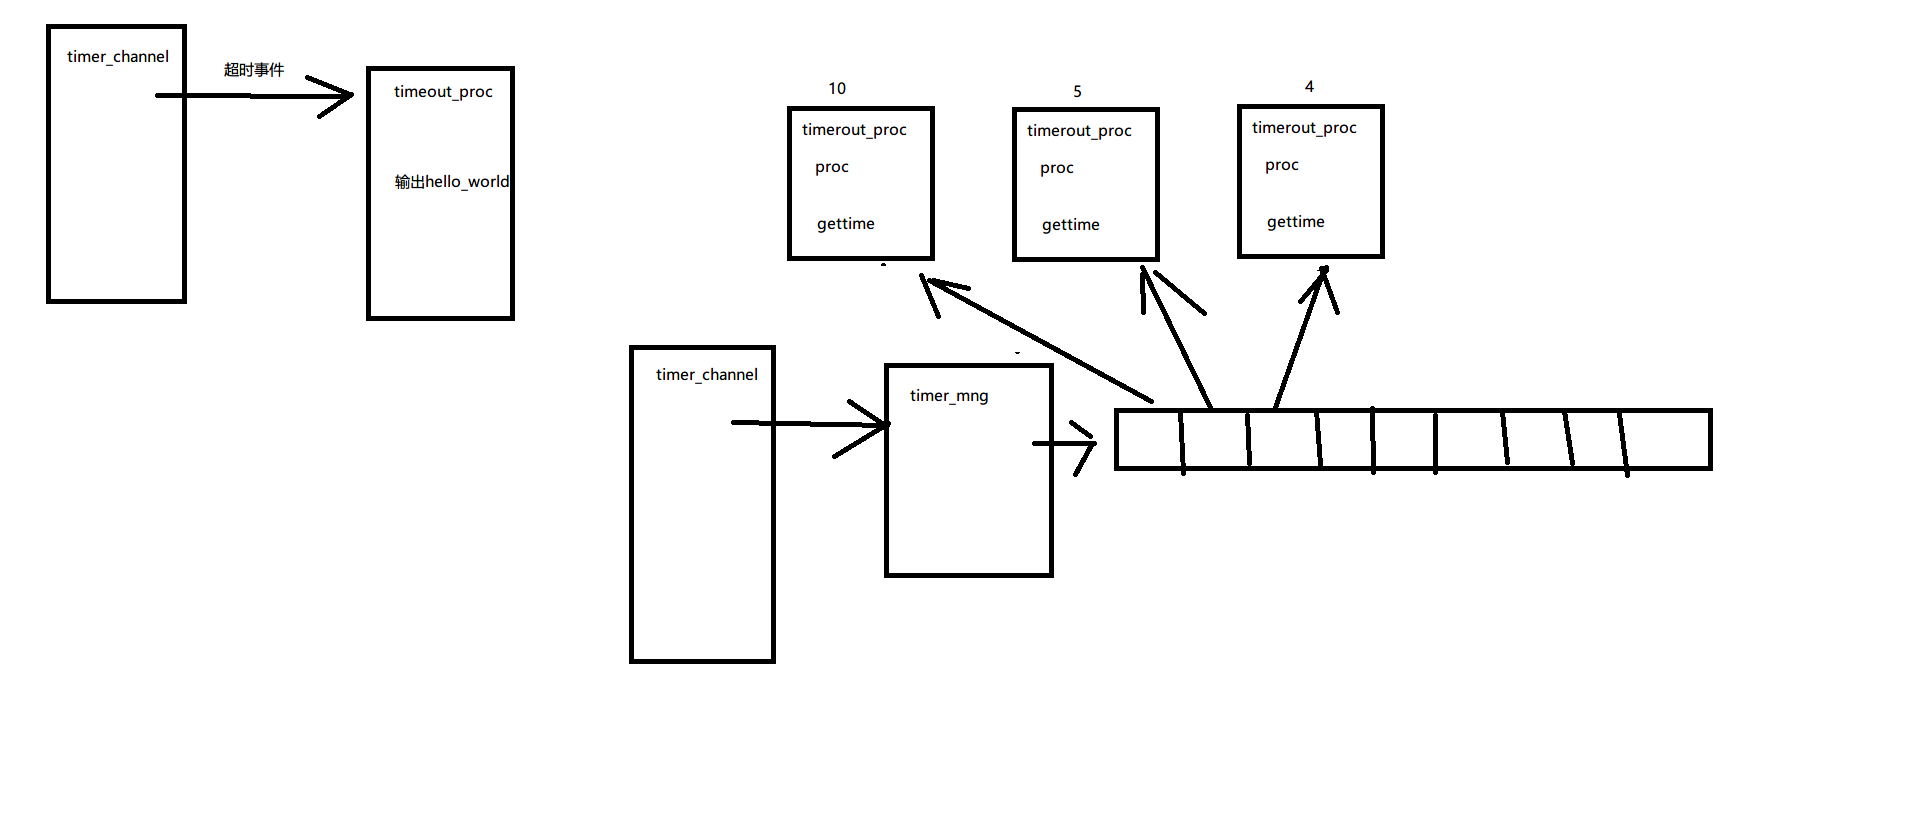 timer_channel
超时事件
timeout_proc
输出hello_world
10
timerout_proc
proc
gettime
5
timerout_proc
proc
gettime
4
timerout_proc
proc
gettime
timer_channel
timer_mng